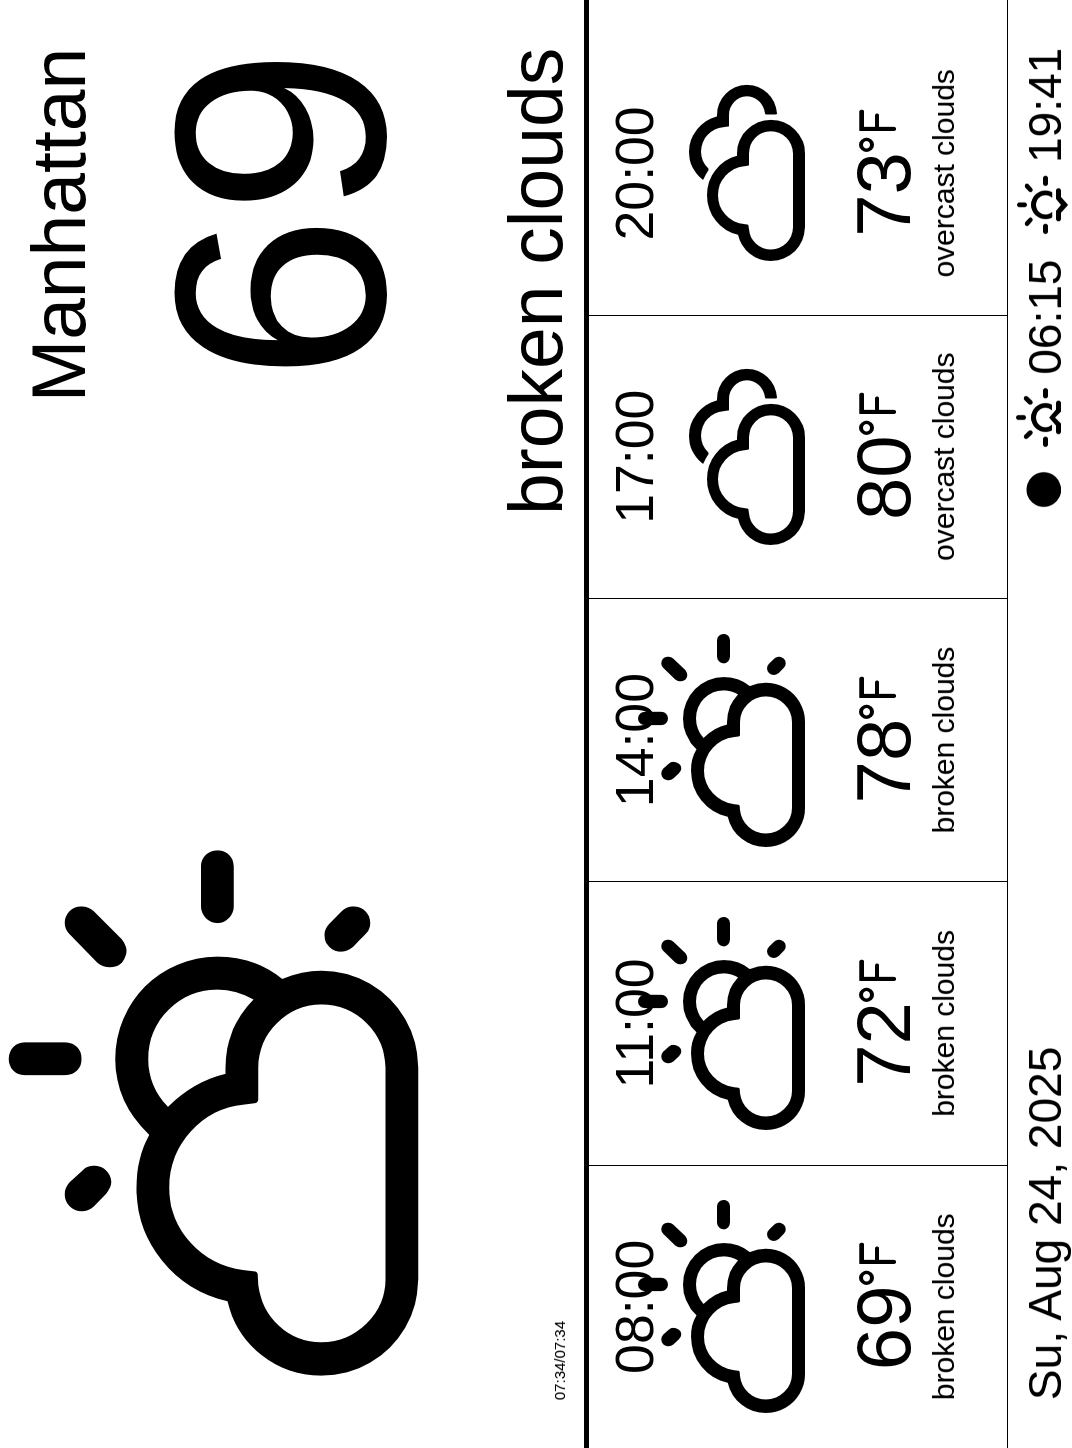 Manhattan
69
broken clouds
07:34/07:34
08:00
69°F
broken clouds
11:00
72°F
broken clouds
14:00
78°F
broken clouds
17:00
80°F
overcast clouds
20:00
73°F
overcast clouds
Su, Aug 24, 2025
06:15
19:41